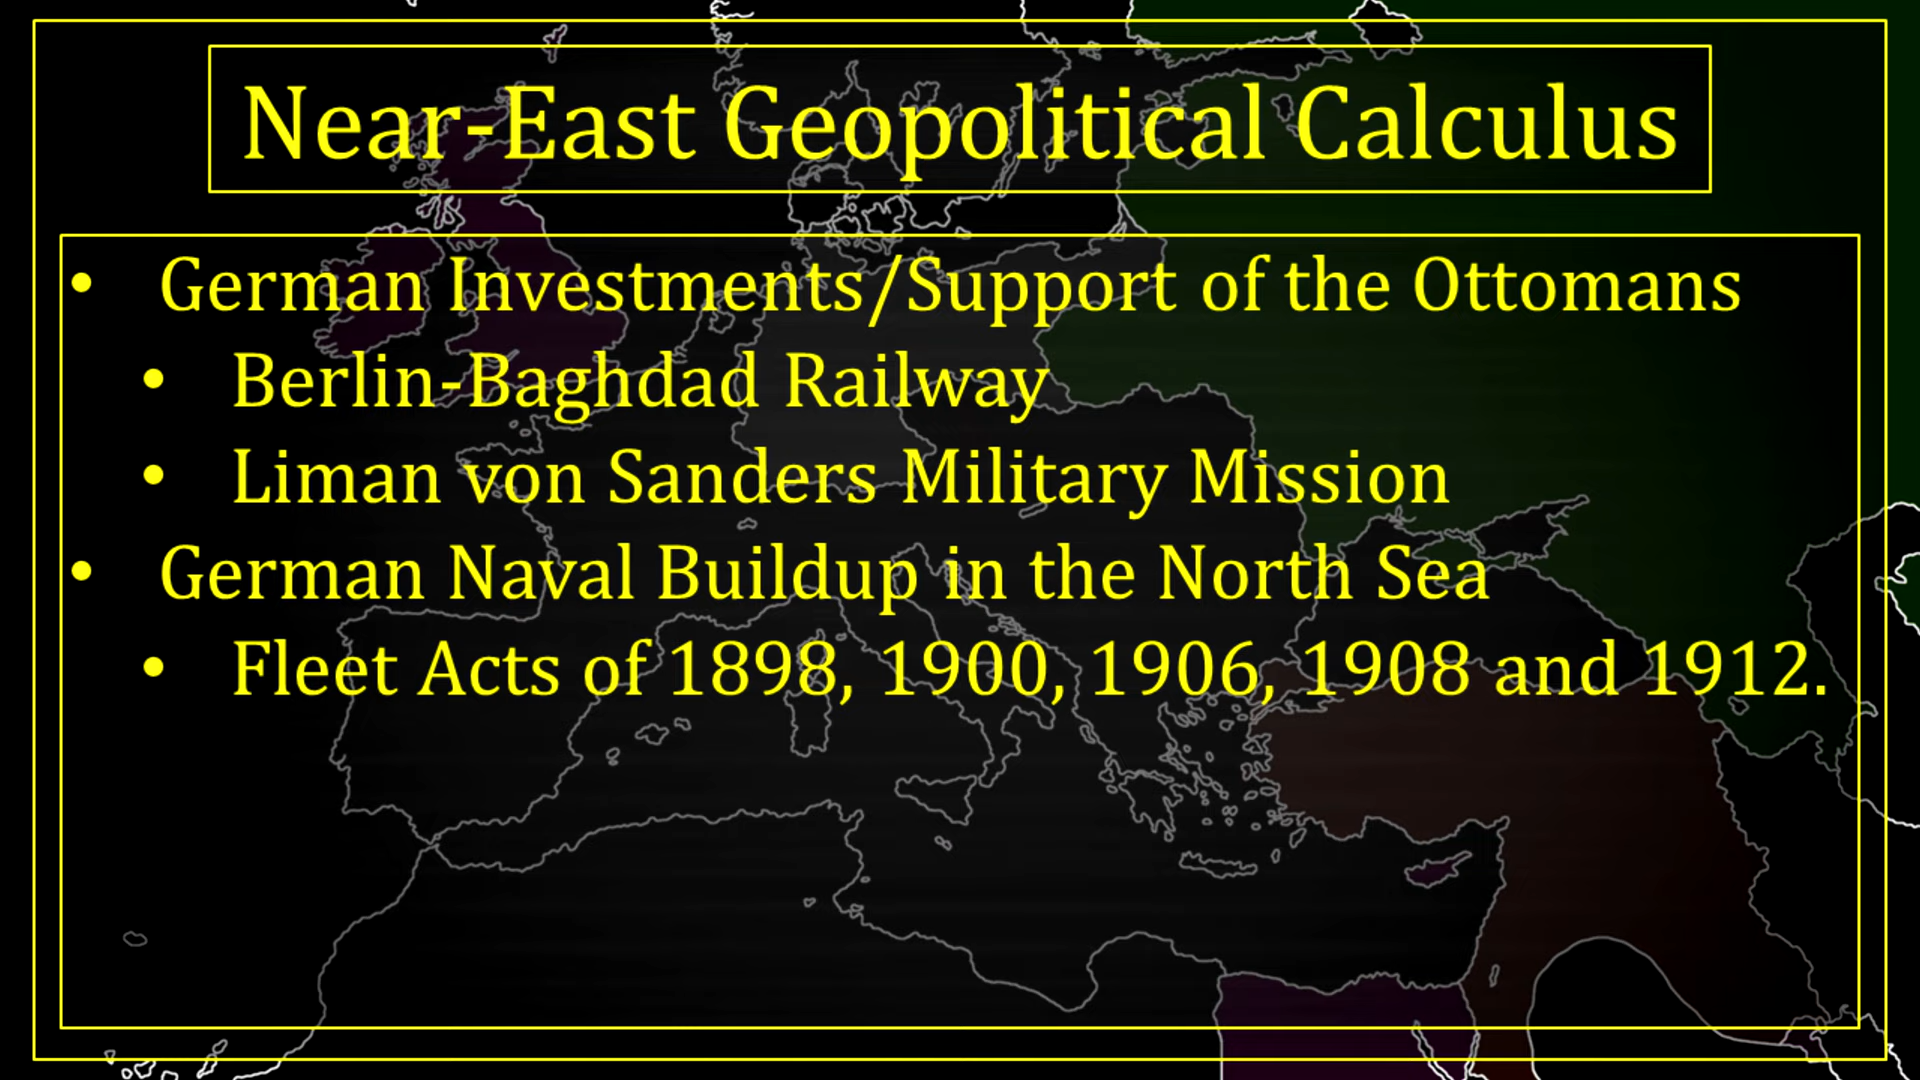 Near-East Geopolitical Calculus
• German Investments/Support of the Ottomans
• Berlin-Baghdad Railway
• Liman von Sanders Military Mission
• German Naval Buildup in the North Sea
• Fleet Acts of 1898, 1900, 1906, 1908 and 1912.